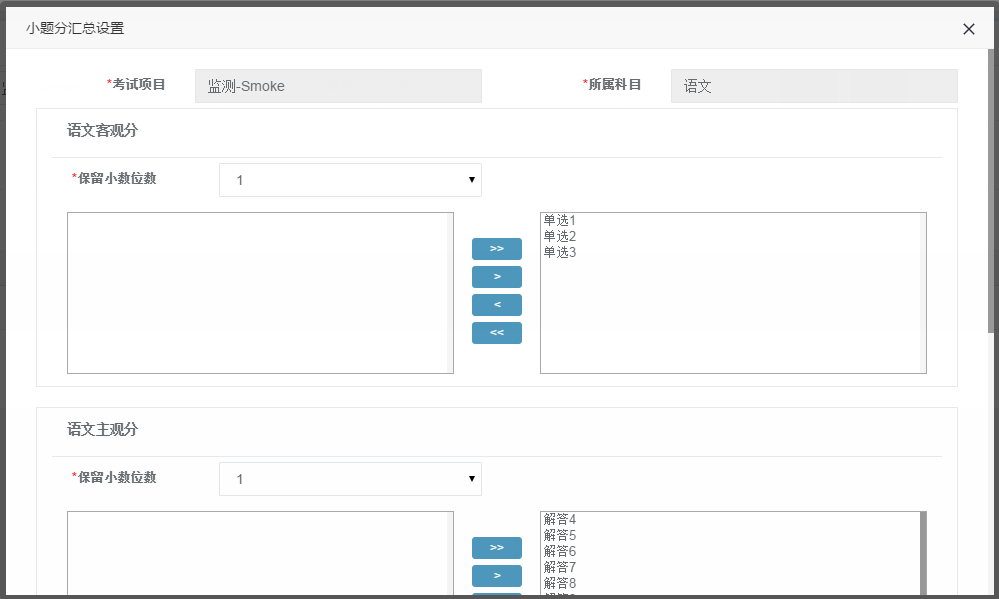 小题分汇总设置
*考试项目 监测-Smoke *所属科目 语文
语文客观分
*保留小数位数 1
单选1
单选2
单选3
>>
>
<
<<
语文主观分
*保留小数位数 1
解答4
解答5
解答6
解答7
解答8
>>
>